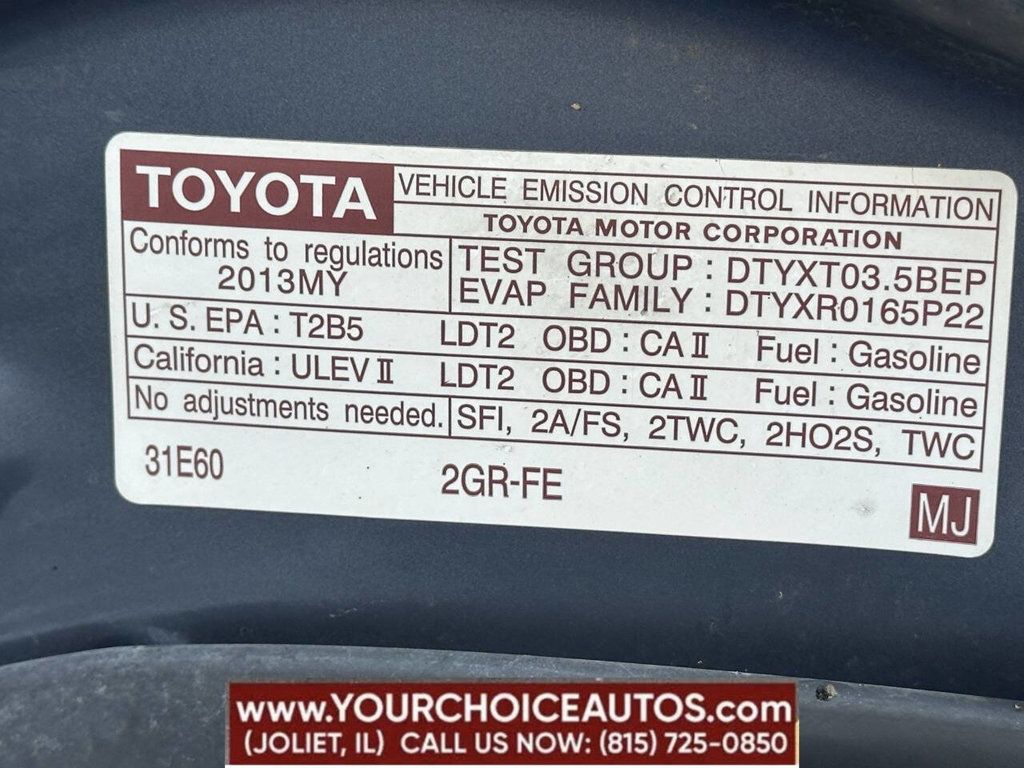 TOYOTA VEHICLE EMISSION CONTROL INFORMATION
TOYOTA MOTOR CORPORATION
Conforms to regulations
2013MY
TEST GROUP : DTYXT03.5BEP
EVAP FAMILY : DTYXR0165P22
U. S. EPA : T2B5 LDT2 OBD : CA II Fuel : Gasoline
California : ULEV II LDT2 OBD : CA II Fuel : Gasoline
No adjustments needed. SFI, 2A/FS, 2TWC, 2HO2S, TWC
31E60 2GR-FE MJ
www.YOURCHOICEAUTOS.com
(JOLIET, IL) CALL US NOW: (815) 725-0850